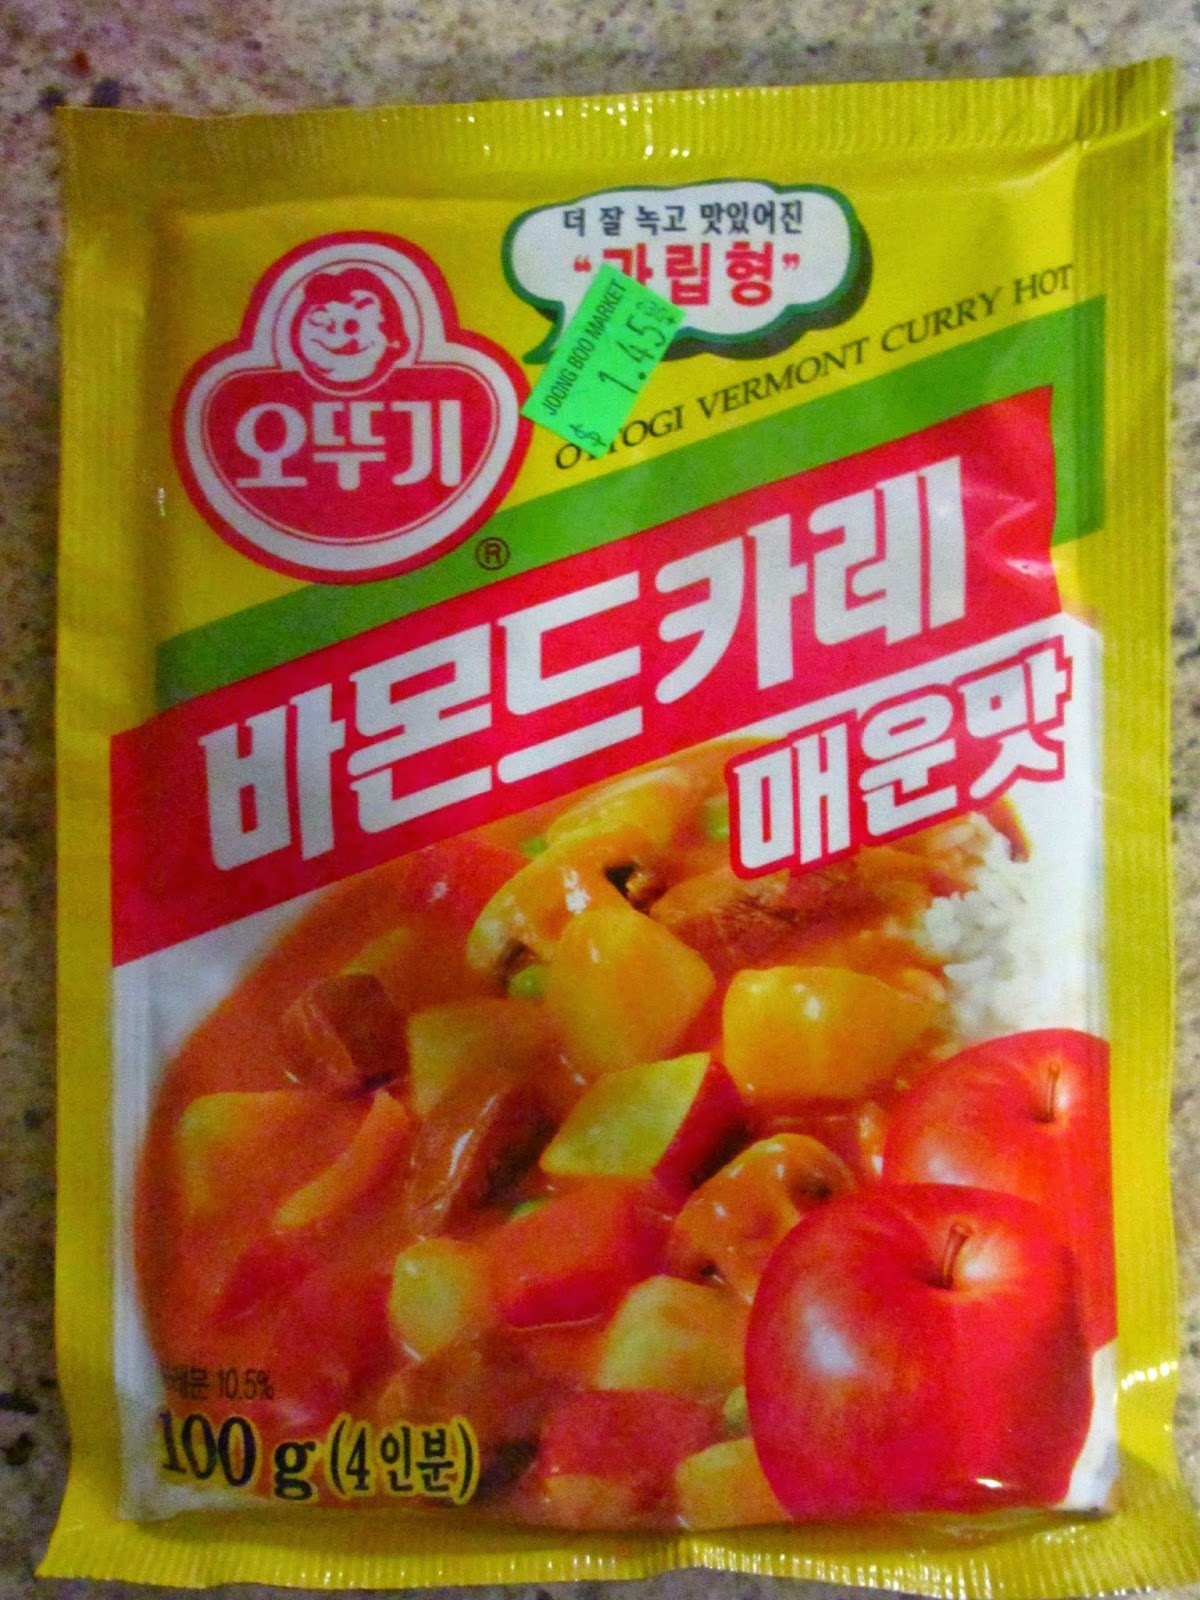 더 잘 녹고 맛있어진
“과립형”
JOONG BOO MARKET
$ 1.45
오뚜기
®
VERMONT CURRY HOT
바몬드카레
매운맛
10.5%
100 g (4인분)